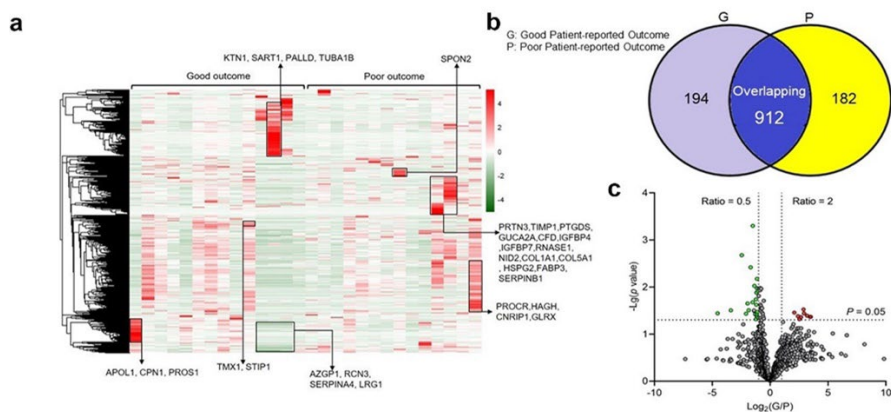 a
KTN1, SART1, PALLD, TUBA1B
SPON2
Good outcome
Poor outcome
4
2
0
-2
-4
PRTN3,TIMP1,PTGDS,
GUCA2A,CFD,IGFBP4
,IGFBP7,RNASE1,
NID2,COL1A1,COL5A1
, HSPG2,FABP3,
SERPINB1
PROCR,HAGH,
CNRIP1,GLRX
APOL1, CPN1, PROS1
TMX1, STIP1
AZGP1, RCN3,
SERPINA4, LRG1
b
G: Good Patient-reported Outcome
P: Poor Patient-reported Outcome
G
P
194
Overlapping
912
182
c
Ratio = 0.5
Ratio = 2
P = 0.05
-Lg(p value)
4
3
2
1
0
-10
-5
0
5
10
Log2(G/P)